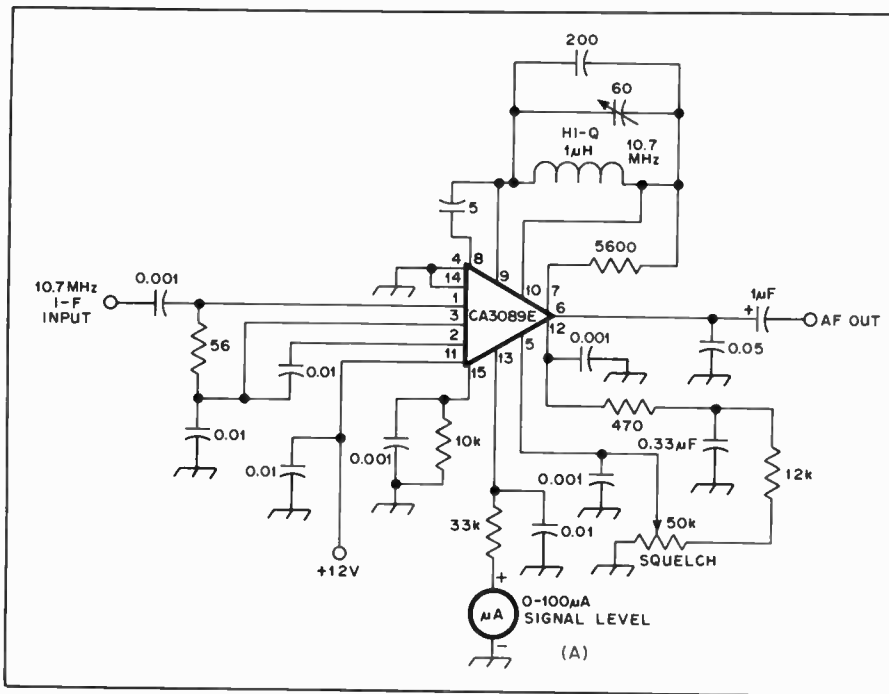 200
60
HI-Q
1µH
10.7
MHz
5
5600
4
8
14
9
10
7
10.7MHz
I-F
INPUT
0.001
1
3
2
11
CA3089E
6
12
5
13
15
1µF
+
AF OUT
0.05
56
0.01
0.001
470
0.01
0.01
0.001
10k
0.33µF
12k
0.001
33k
0.01
50k
SQUELCH
+12V
+
µA
0-100µA
SIGNAL LEVEL
-
(A)